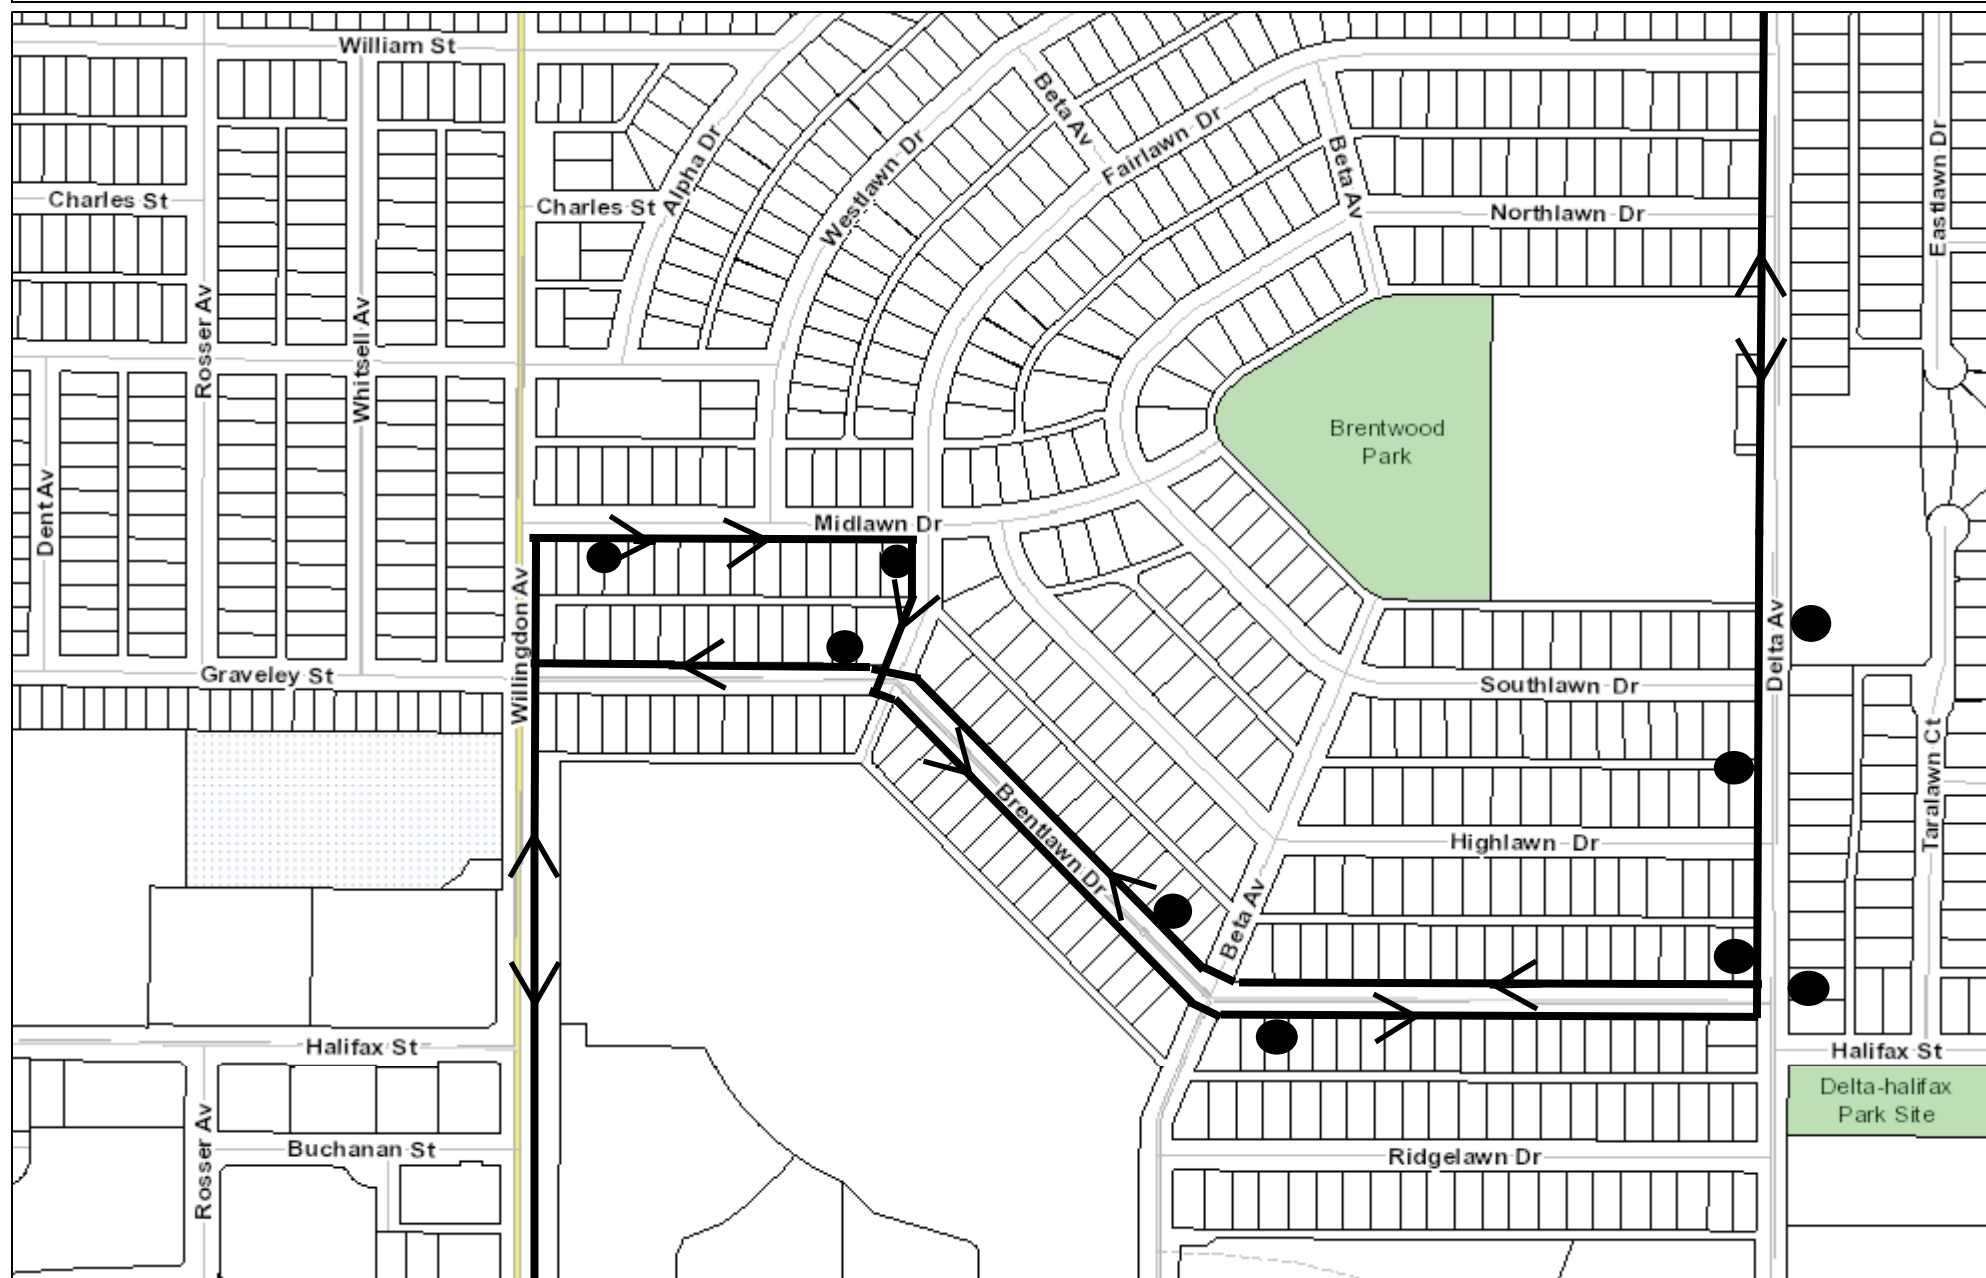 William St
Beta Av
Fairlawn Dr
Alpha Dr
Westlawn Dr
Beta Av
Eastlawn Dr
Charles St
Charles St
Northlawn Dr
Rosser Av
Whitsell Av
Brentwood
Park
Dent Av
Midlawn Dr
Willingdon Av
Delta Av
Graveley St
Southlawn Dr
Taralawn Ct
Brentlawn Dr
Highlawn Dr
Beta Av
Halifax St
Halifax St
Delta-halifax
Park Site
Rosser Av
Buchanan St
Ridgelawn Dr